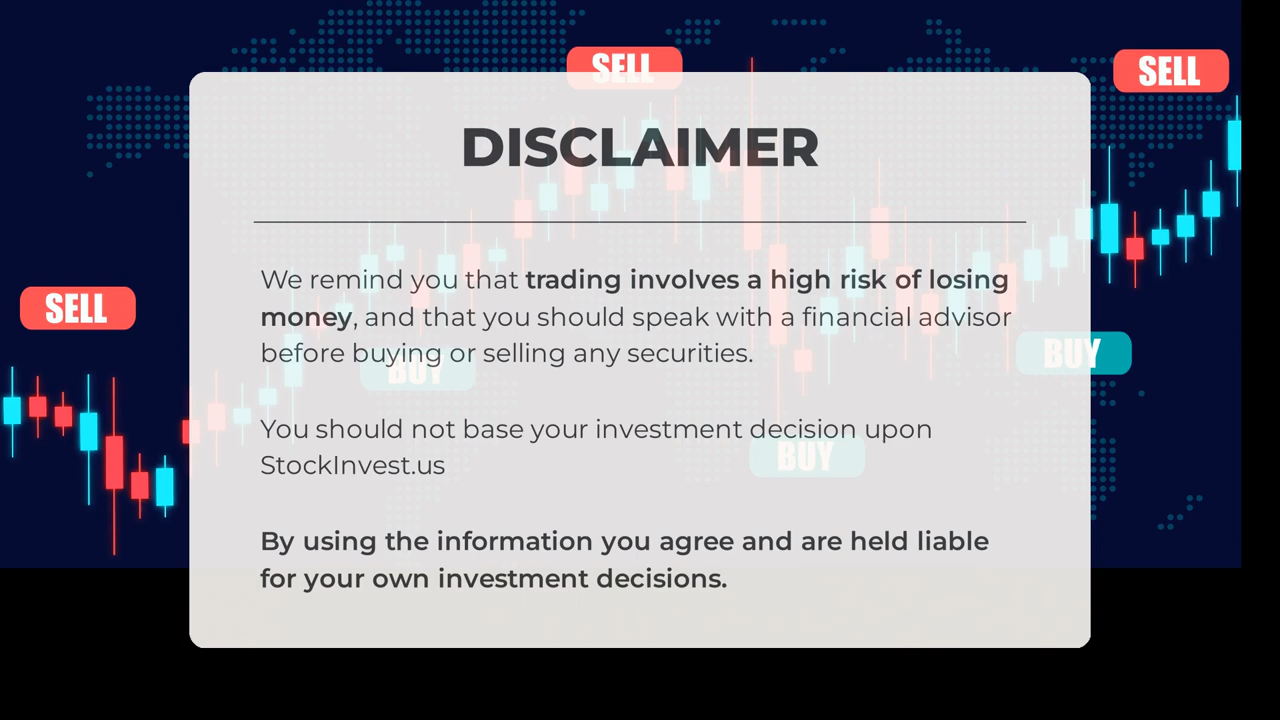 SELL
SELL
DISCLAIMER
We remind you that trading involves a high risk of losing
money, and that you should speak with a financial advisor
before buying or selling any securities.
You should not base your investment decision upon
StockInvest.us
By using the information you agree and are held liable
for your own investment decisions.
SELL
BUY
BUY
BUY